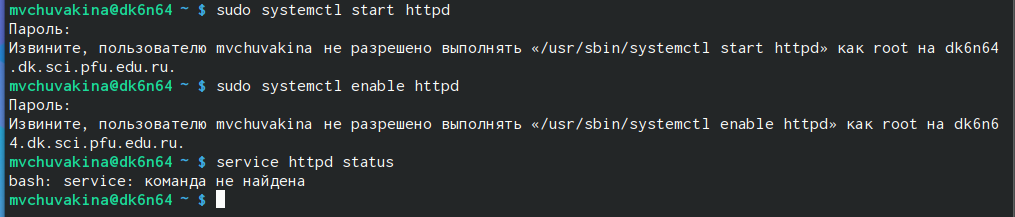 mvchuvakina@dk6n64 ~ $ sudo systemctl start httpd
Пароль:
Извините, пользователю mvchuvakina не разрешено выполнять «/usr/sbin/systemctl start httpd» как root на dk6n64
.dk.sci.pfu.edu.ru.
mvchuvakina@dk6n64 ~ $ sudo systemctl enable httpd
Пароль:
Извините, пользователю mvchuvakina не разрешено выполнять «/usr/sbin/systemctl enable httpd» как root на dk6n6
4.dk.sci.pfu.edu.ru.
mvchuvakina@dk6n64 ~ $ service httpd status
bash: service: команда не найдена
mvchuvakina@dk6n64 ~ $